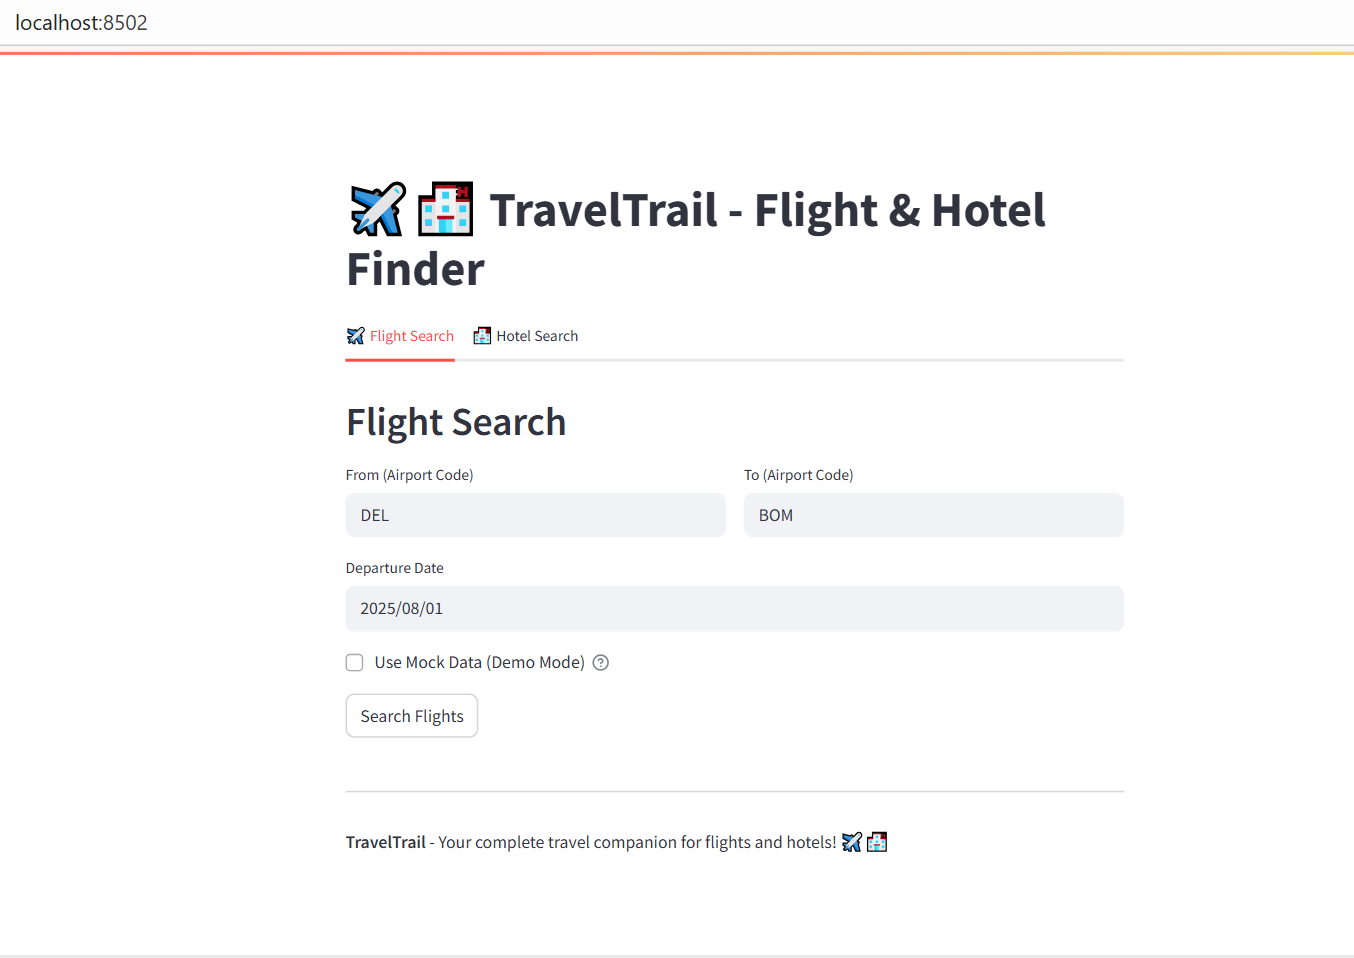 localhost:8502
✈️🏨 TravelTrail - Flight & Hotel
Finder
✈️ Flight Search 🏨 Hotel Search
Flight Search
From (Airport Code) To (Airport Code)
DEL BOM
Departure Date
2025/08/01
Use Mock Data (Demo Mode) ?
Search Flights
TravelTrail - Your complete travel companion for flights and hotels! ✈️🏨